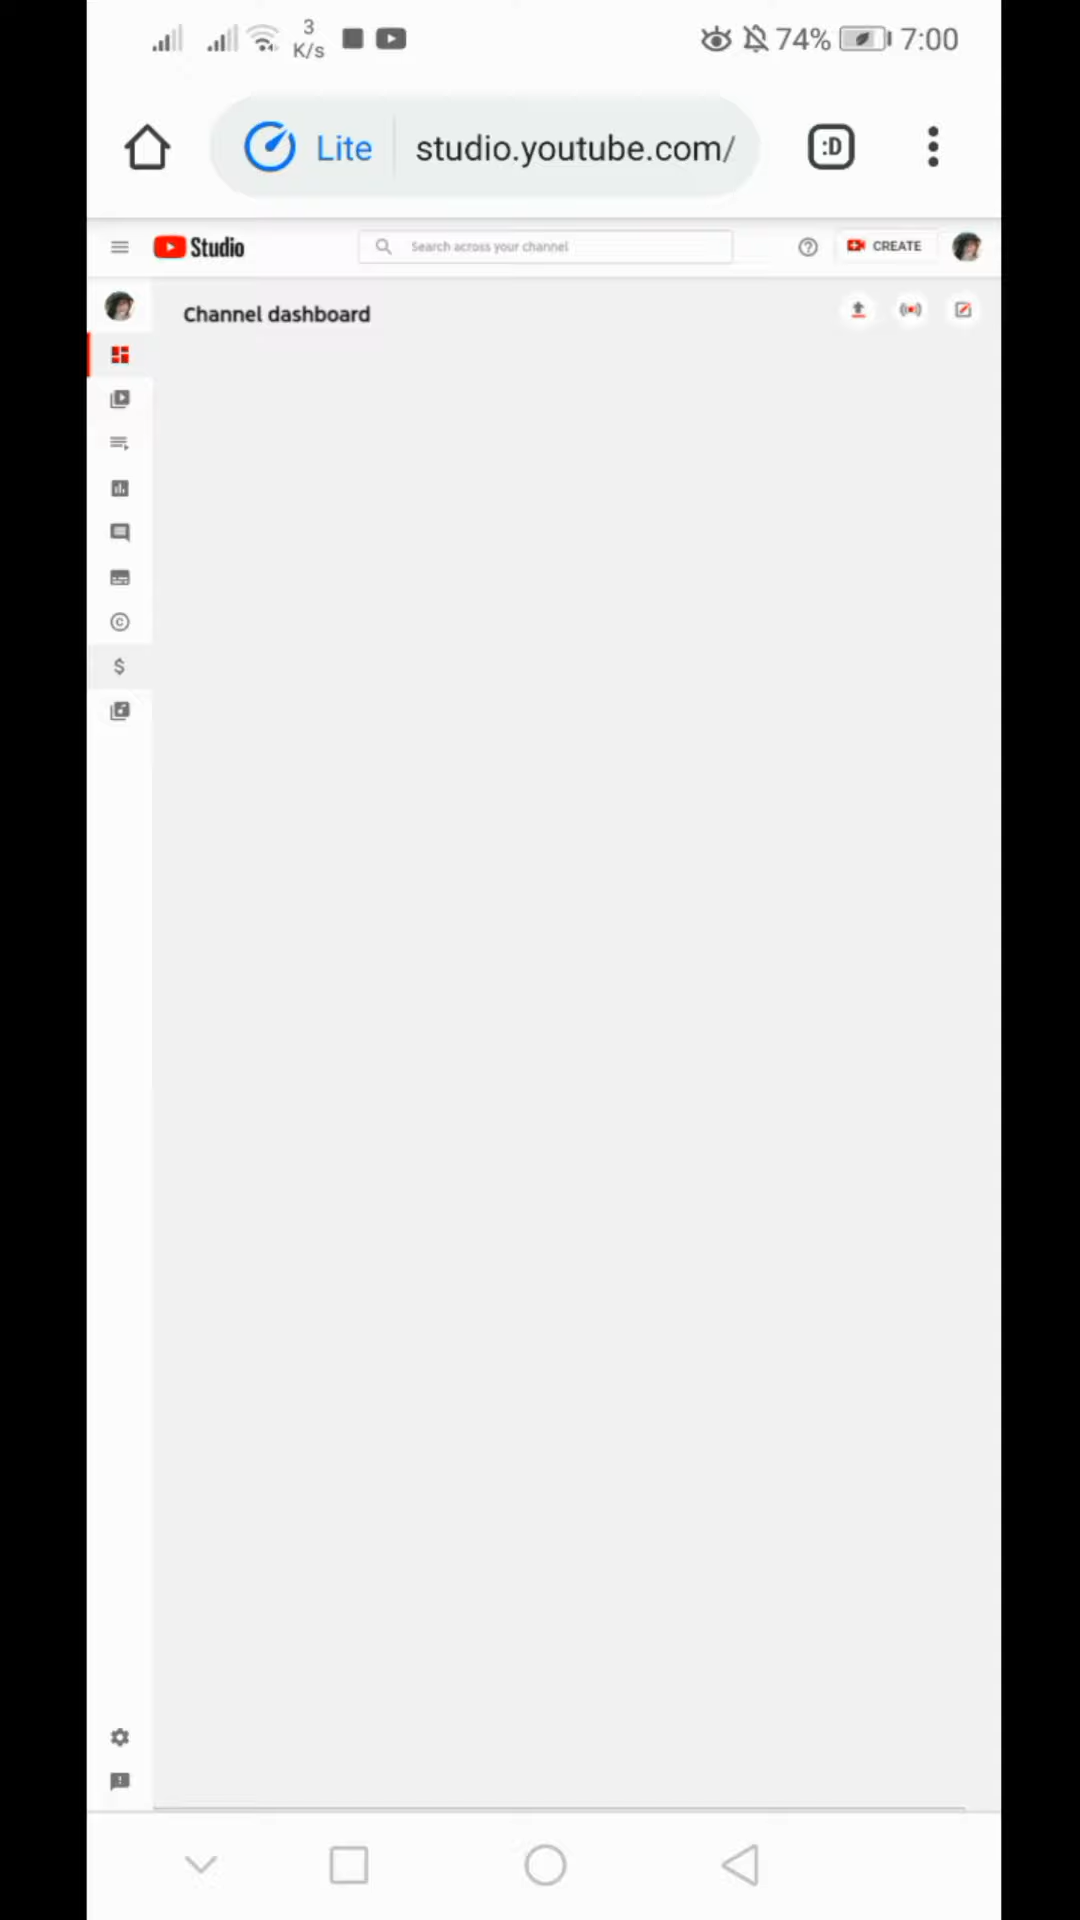 3
K/s
74%
7:00
Lite
studio.youtube.com/
:D
Studio
Search across your channel
CREATE
Channel dashboard